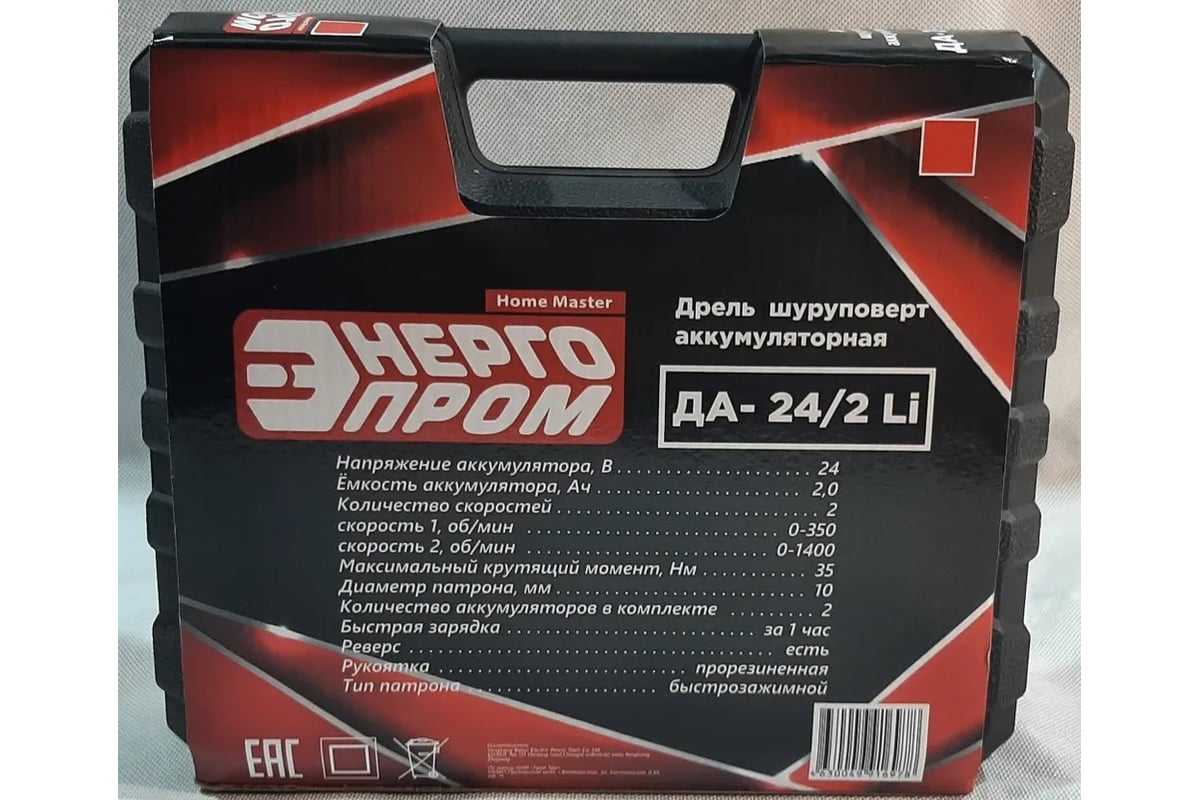 ДА-
Home Master
ЭНЕРГО
ПРОМ
Дрель шуруповерт
аккумуляторная
ДА- 24/2 Li
Напряжение аккумулятора, В ..................... 24
Ёмкость аккумулятора, Ач ....................... 2,0
Количество скоростей ........................... 2
скорость 1, об/мин ........................... 0-350
скорость 2, об/мин ........................... 0-1400
Максимальный крутящий момент, Нм ........... 35
Диаметр патрона, мм ........................... 10
Количество аккумуляторов в комплекте ......... 2
Быстрая зарядка ........................... за 1 час
Реверс ....................................... есть
Рукоятка ........................... прорезиненная
Тип патрона ..................... быстрозажимной
EAC